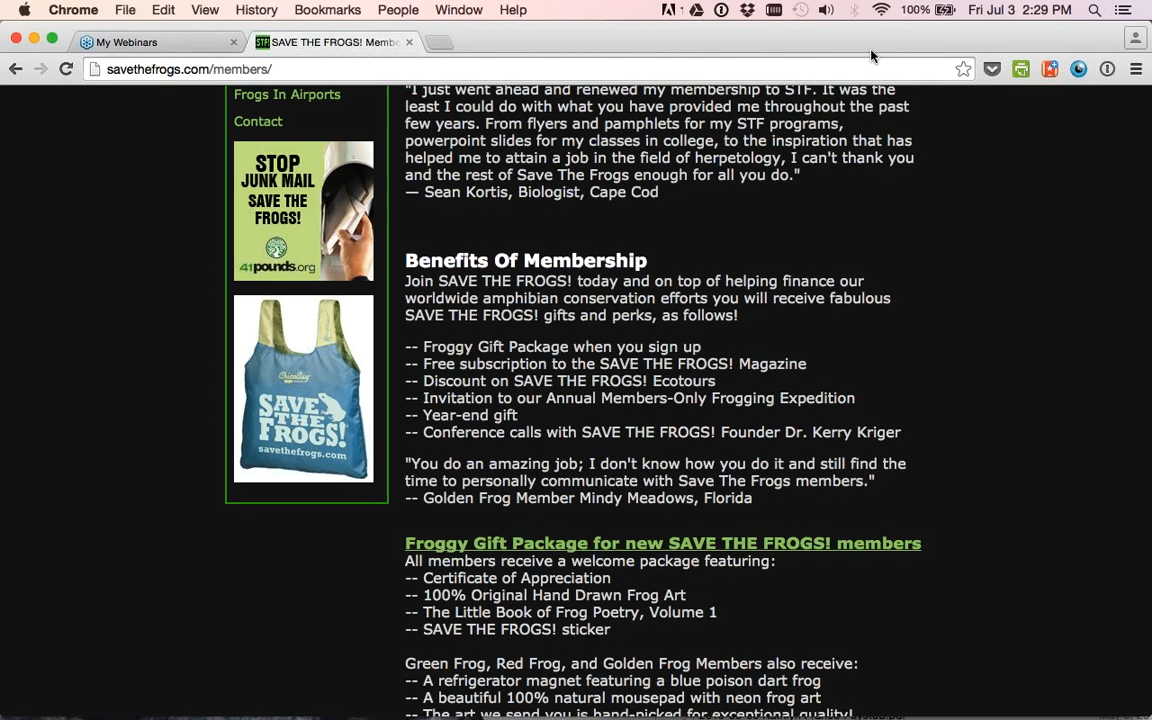 Chrome File Edit View History Bookmarks People Window Help 100% Fri Jul 3 2:29 PM
My Webinars
STF! SAVE THE FROGS! Membe
savethefrogs.com/members/
Frogs In Airports
Contact
STOP
JUNK MAIL
SAVE THE
FROGS!
41pounds.org
ChicoBag
SAVE
THE
FROGS!
savethefrogs.com
"I just went ahead and renewed my membership to STF. It was the
least I could do with what you have provided me throughout the past
few years. From flyers and pamphlets for my STF programs,
powerpoint slides for my classes in college, to the inspiration that has
helped me to attain a job in the field of herpetology, I can't thank you
and the rest of Save The Frogs enough for all you do."
— Sean Kortis, Biologist, Cape Cod
Benefits Of Membership
Join SAVE THE FROGS! today and on top of helping finance our
worldwide amphibian conservation efforts you will receive fabulous
SAVE THE FROGS! gifts and perks, as follows!
-- Froggy Gift Package when you sign up
-- Free subscription to the SAVE THE FROGS! Magazine
-- Discount on SAVE THE FROGS! Ecotours
-- Invitation to our Annual Members-Only Frogging Expedition
-- Year-end gift
-- Conference calls with SAVE THE FROGS! Founder Dr. Kerry Kriger
"You do an amazing job; I don't know how you do it and still find the
time to personally communicate with Save The Frogs members."
-- Golden Frog Member Mindy Meadows, Florida
Froggy Gift Package for new SAVE THE FROGS! members
All members receive a welcome package featuring:
-- Certificate of Appreciation
-- 100% Original Hand Drawn Frog Art
-- The Little Book of Frog Poetry, Volume 1
-- SAVE THE FROGS! sticker
Green Frog, Red Frog, and Golden Frog Members also receive:
-- A refrigerator magnet featuring a blue poison dart frog
-- A beautiful 100% natural mousepad with neon frog art
-- The art we send you is hand-picked for exceptional quality!